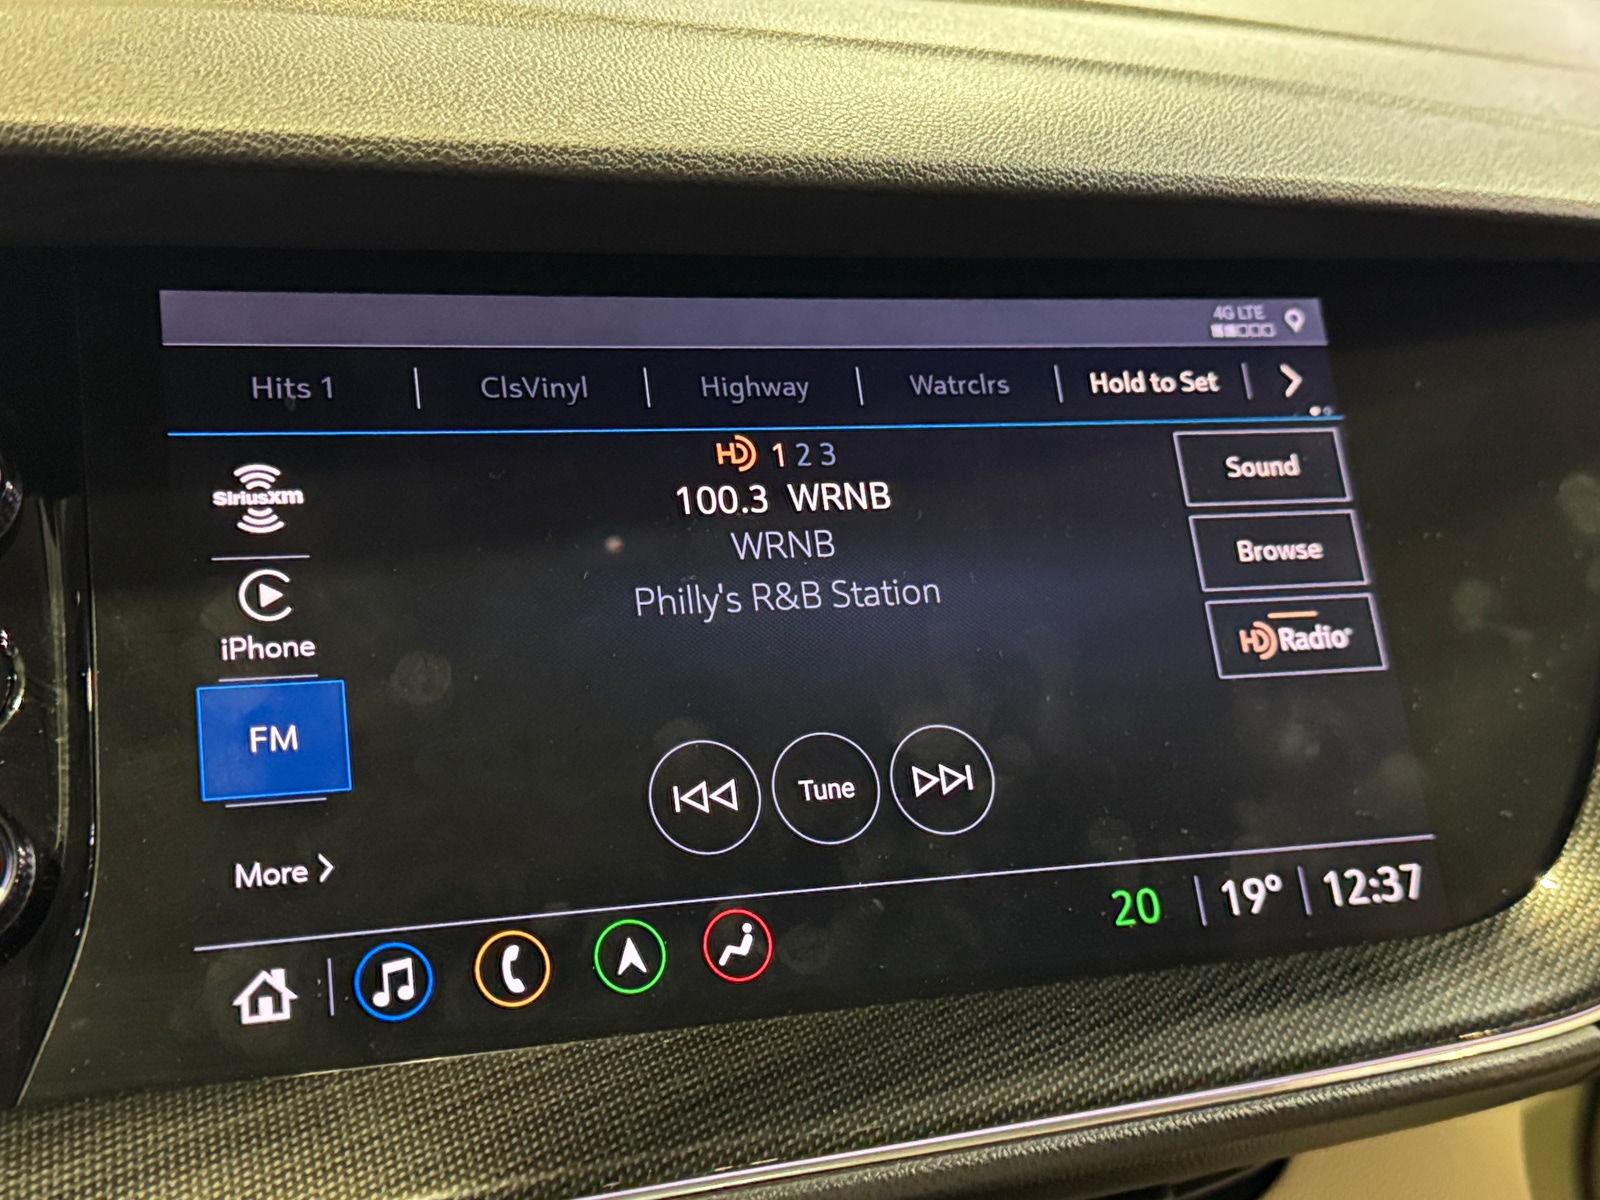 4G LTE
Hits 1 ClsVinyl Highway Watrclrs Hold to Set
HD 1 2 3
100.3 WRNB
WRNB
Philly's R&B Station
SiriusXM
iPhone
FM
More
Sound
Browse
HD Radio
Tune
20 19° 12:37